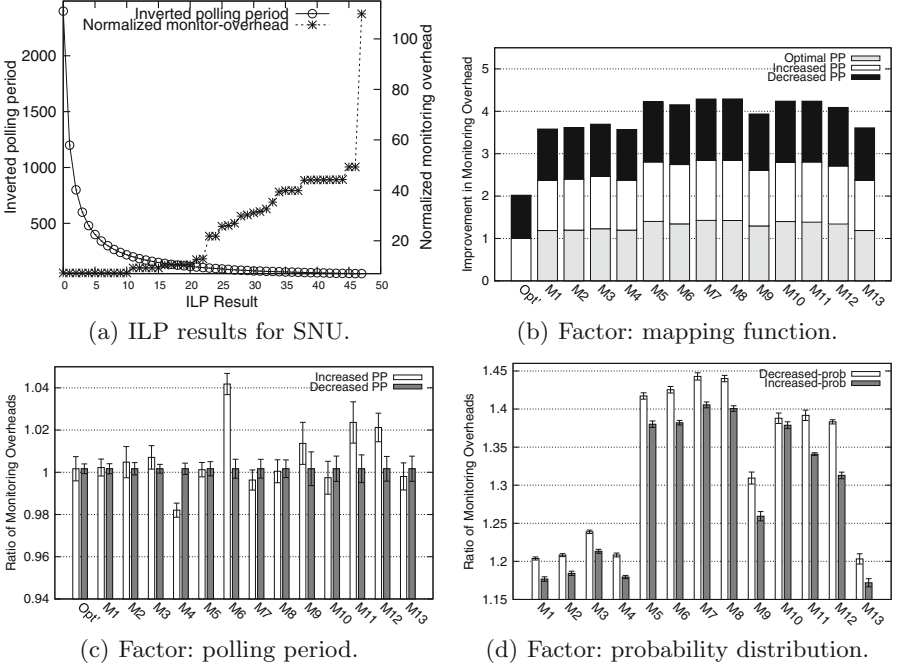 Inverted polling period
Normalized monitor-overhead
Inverted polling period
2000
1500
1000
500
Normalized monitoring overhead
100
80
60
40
20
0 5 10 15 20 25 30 35 40 45 50
ILP Result
(a) ILP results for SNU.
Optimal PP
Increased PP
Decreased PP
Improvement in Monitoring Overhead
5
4
3
2
1
0
Opt' M1 M2 M3 M4 M5 M6 M7 M8 M9 M10 M11 M12 M13
(b) Factor: mapping function.
Increased PP
Decreased PP
Ratio of Monitoring Overheads
1.04
1.02
1
0.98
0.96
0.94
Opt' M1 M2 M3 M4 M5 M6 M7 M8 M9 M10 M11 M12 M13
(c) Factor: polling period.
Decreased-prob
Increased-prob
Ratio of Monitoring Overheads
1.45
1.4
1.35
1.3
1.25
1.2
1.15
M1 M2 M3 M4 M5 M6 M7 M8 M9 M10 M11 M12 M13
(d) Factor: probability distribution.